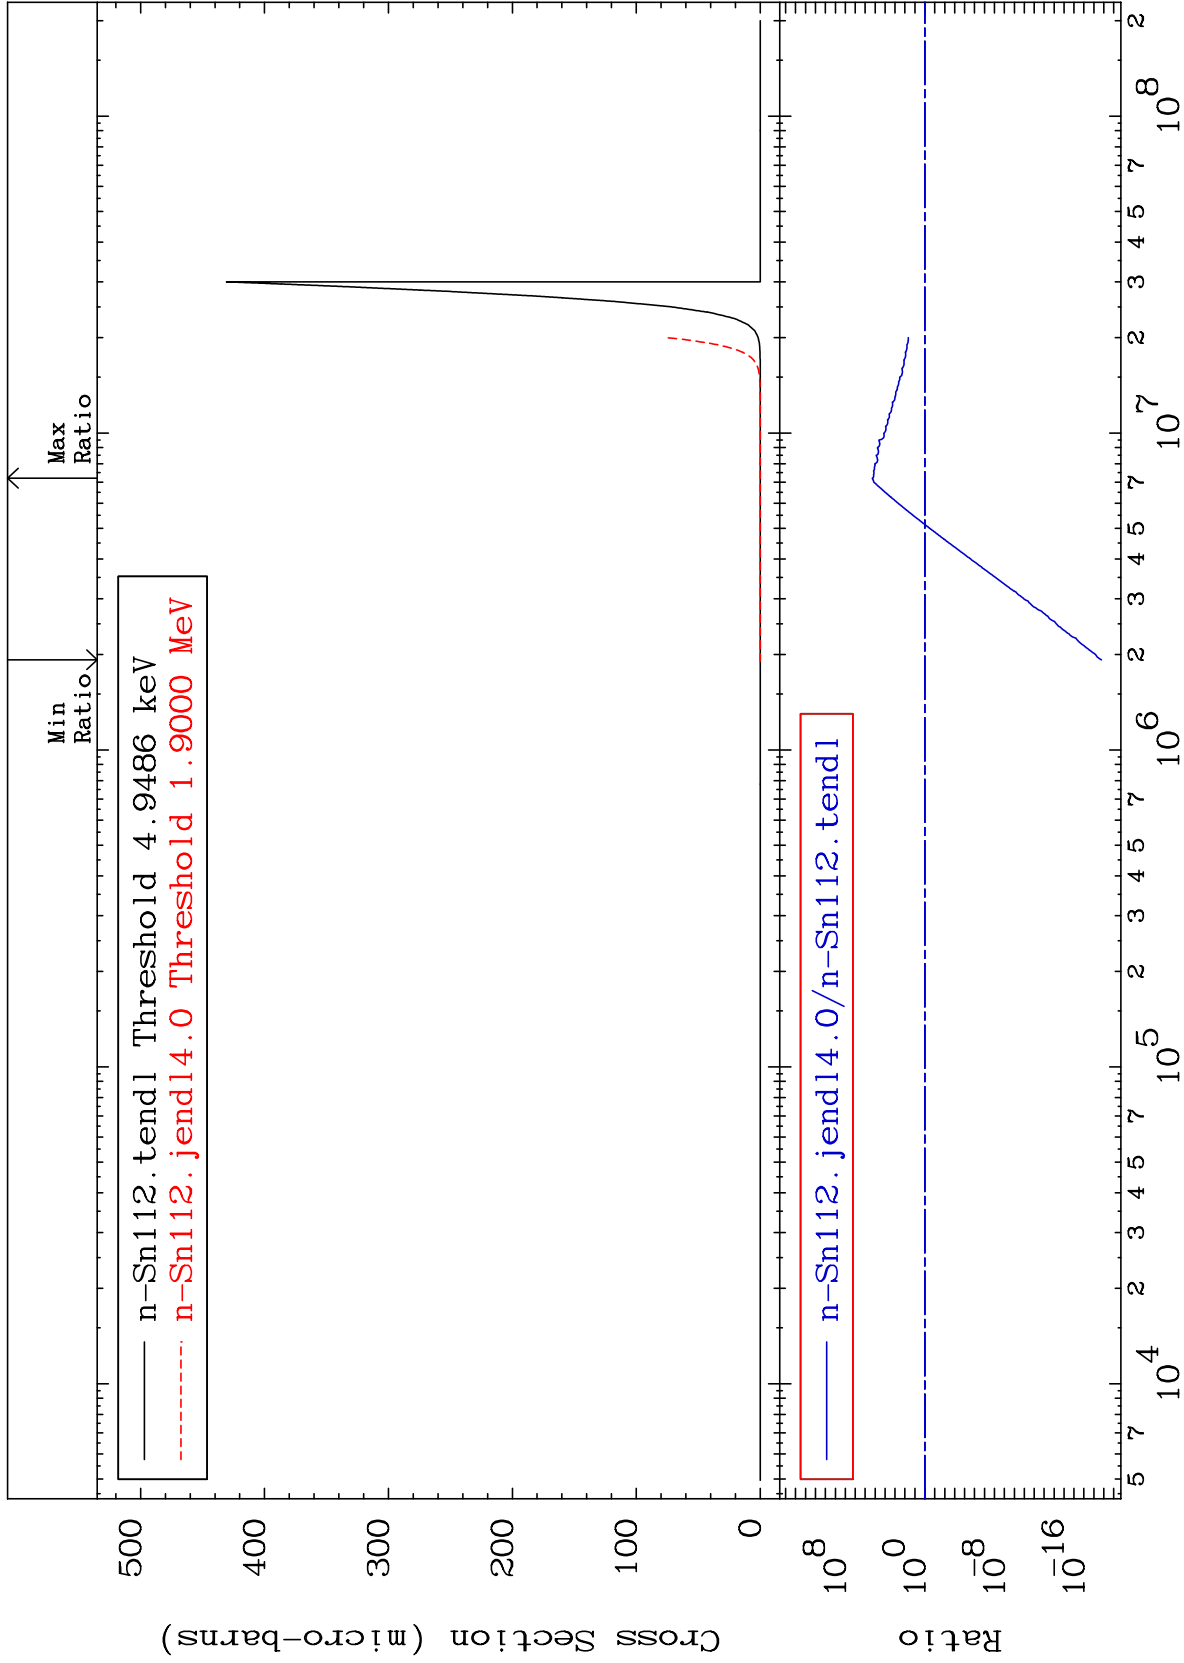 Min
Ratio
Max
Ratio
n-Sn112.tendl Threshold 4.9486 keV
n-Sn112.jendl4.0 Threshold 1.9000 MeV
500
400
300
200
100
0
Cross Section (micro-barns)
n-Sn112.jendl4.0/n-Sn112.tendl
10^8
10^0
10^-8
10^-16
Ratio
5 7 2 3 4 5 7 2 3 4 5 7 2 3 4 5 7 2 3 4 5 7 2
10^4 10^5 10^6 10^7 10^8